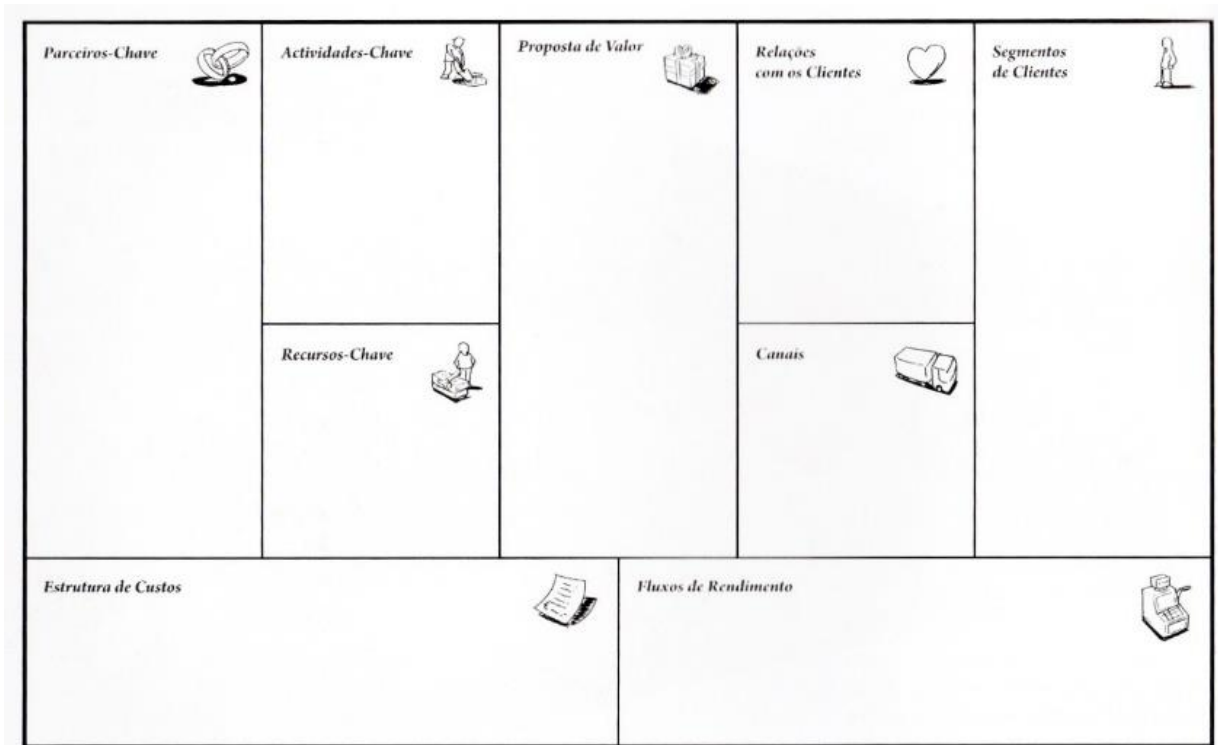 Parceiros-Chave
Actividades-Chave
Recursos-Chave
Proposta de Valor
Relações
com os Clientes
Canais
Segmentos
de Clientes
Estrutura de Custos
Fluxos de Rendimento